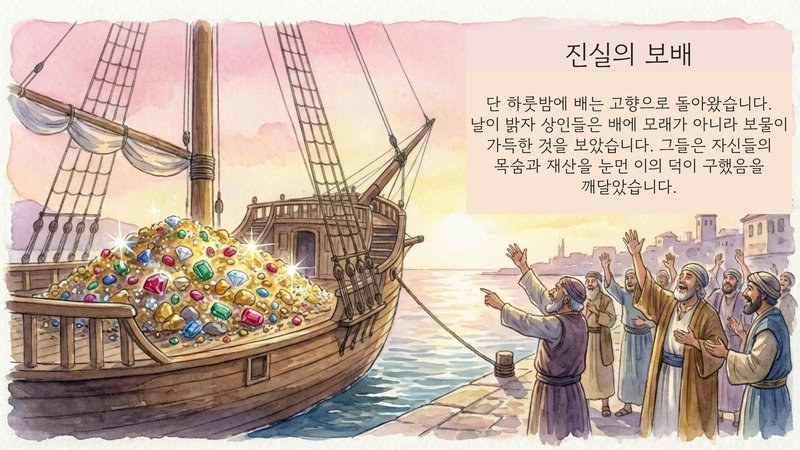 진실의 보배
단 하룻밤에 배는 고향으로 돌아왔습니다.
날이 밝자 상인들은 배에 모래가 아니라 보물이
가득한 것을 보았습니다. 그들은 자신들의
목숨과 재산을 눈먼 이의 덕이 구했음을
깨달았습니다.